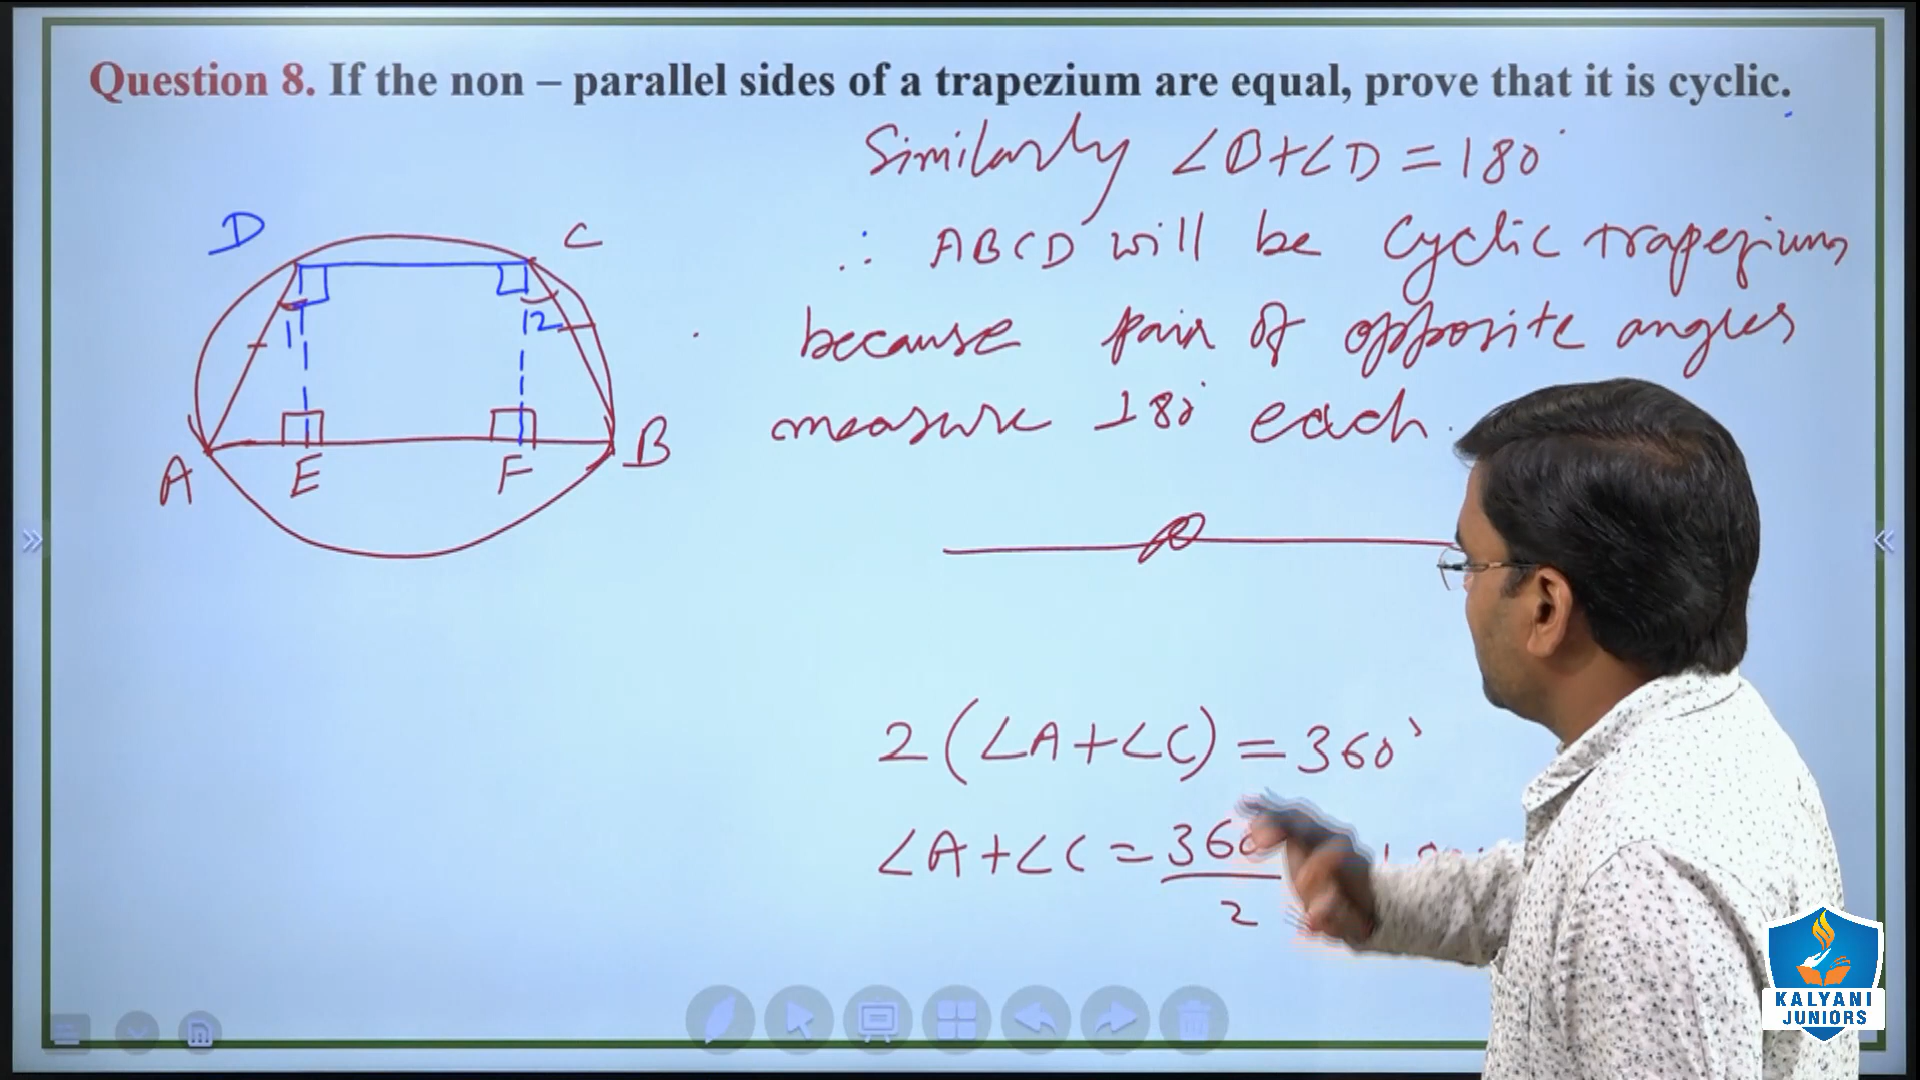 Question 8. If the non – parallel sides of a trapezium are equal, prove that it is cyclic.
Similarly ∠B+∠D = 180°
∴ ABCD will be cyclic trapezium,
because pair of opposite angles
measure 180° each.
D
C
1
2
A
E
F
B
2(∠A+∠C) = 360°
∠A+∠C = 360
2
KALYANI
JUNIORS